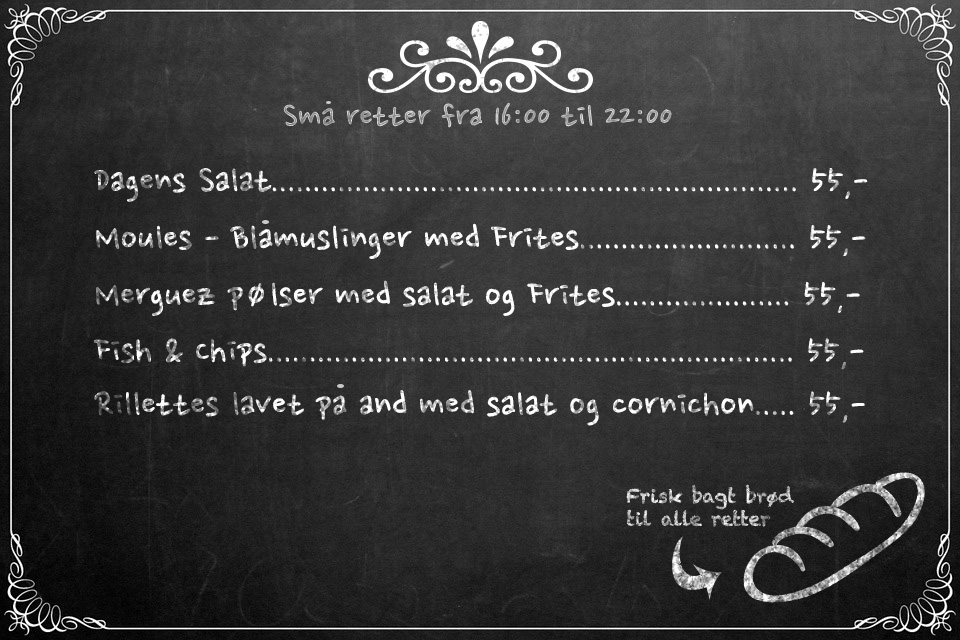 Små retter fra 16:00 til 22:00
Dagens Salat................................................................ 55,-
Moules - Blåmuslinger med Frites.......................... 55,-
Merguez pølser med salat og Frites..................... 55,-
Fish & chips................................................................ 55,-
Rillettes lavet på and med salat og cornichon..... 55,-
Frisk bagt brød
til alle retter